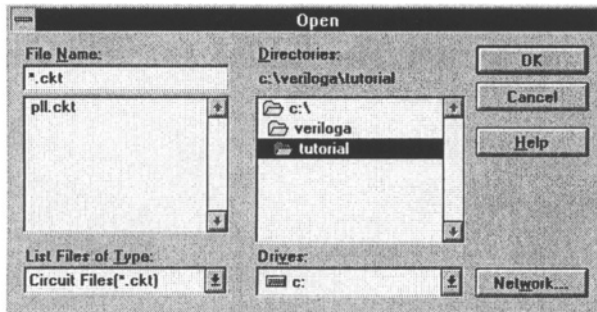 Open
File Name:
*.ckt
pll.ckt
List Files of Type:
Circuit Files(*.ckt)
Directories:
c:\veriloga\tutorial
c:\
veriloga
tutorial
Drives:
c:
OK
Cancel
Help
Network...